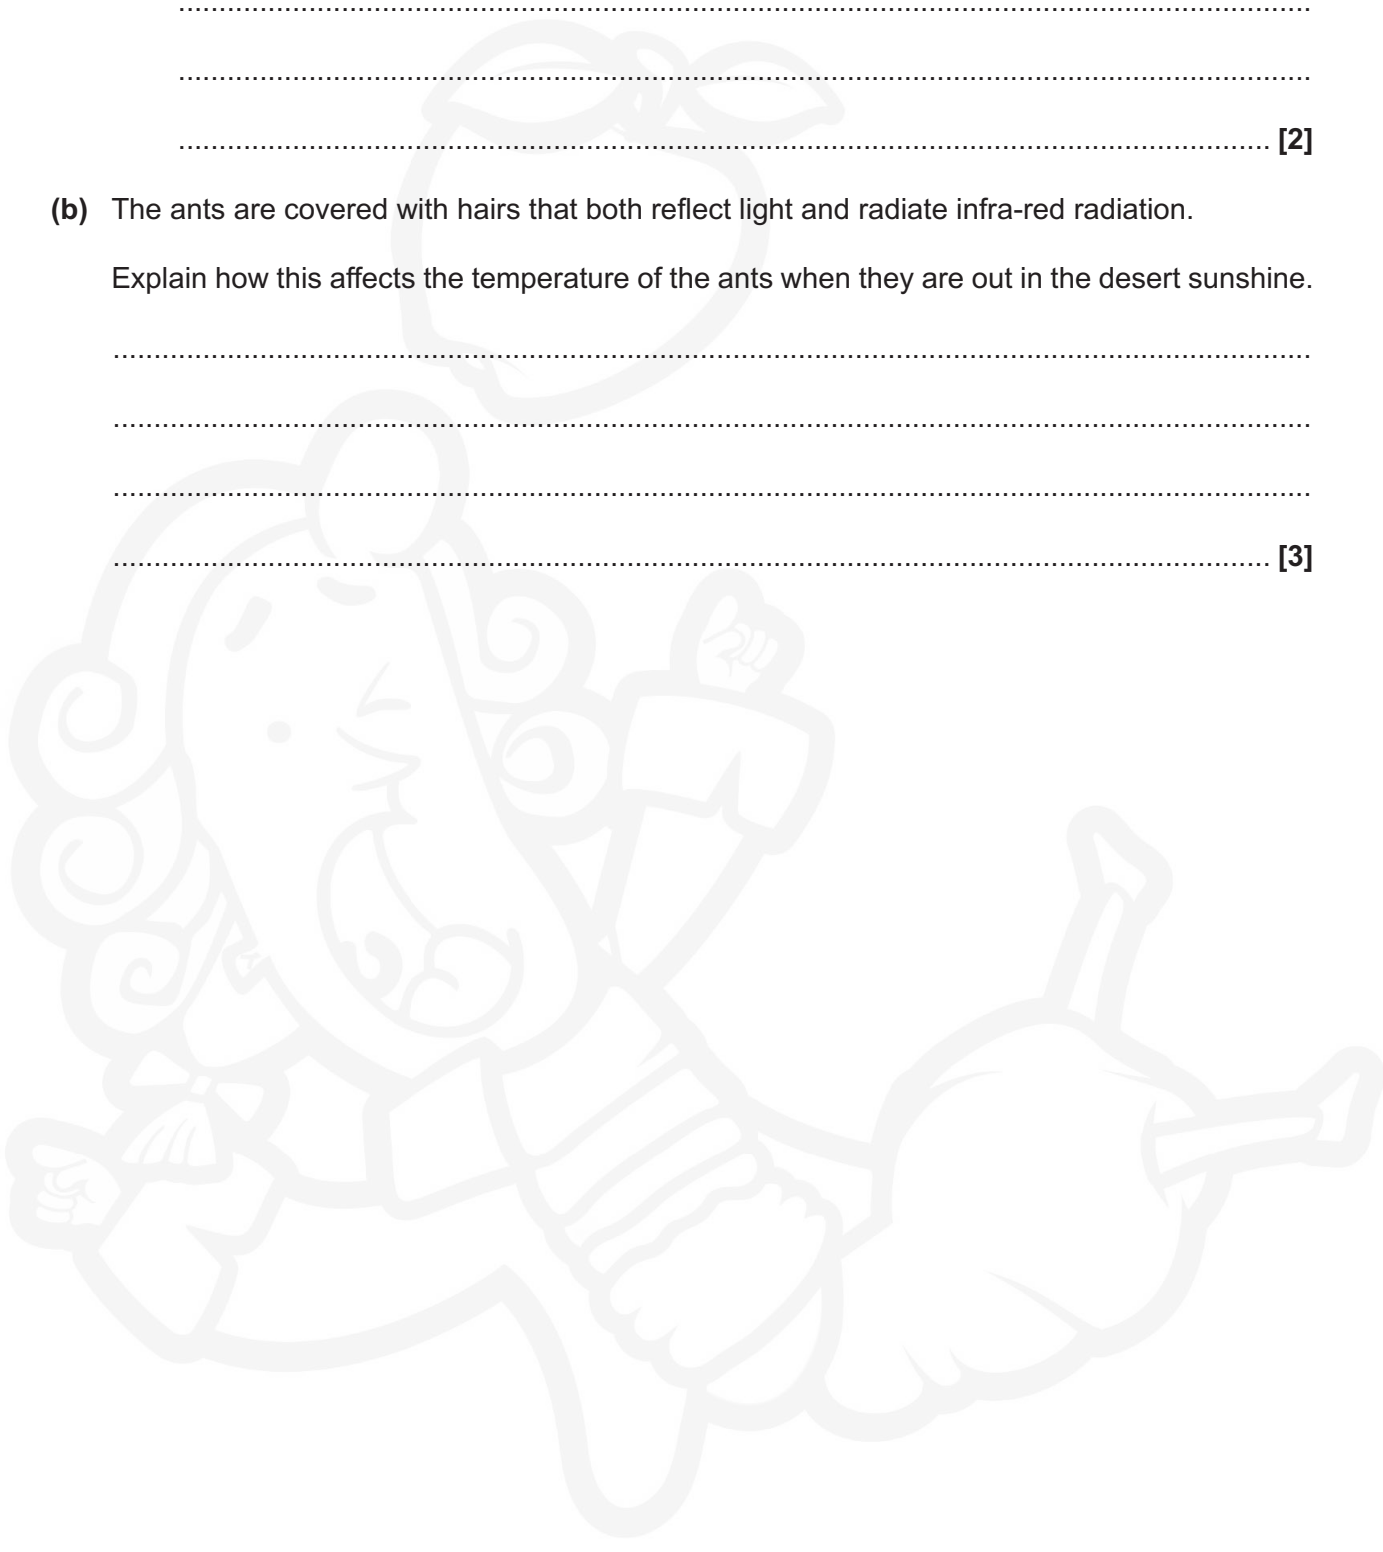 [2]
(b) The ants are covered with hairs that both reflect light and radiate infra-red radiation.
Explain how this affects the temperature of the ants when they are out in the desert sunshine.
[3]